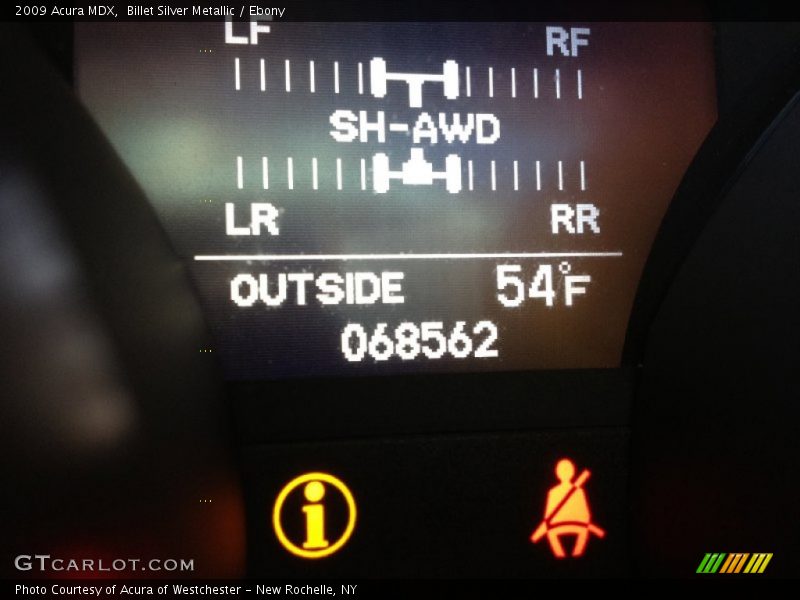 2009 Acura MDX,  Billet Silver Metallic / Ebony
LF RF
SH-AWD
LR RR
OUTSIDE 54°F
068562
i
GTCARLOT.COM
Photo Courtesy of Acura of Westchester - New Rochelle, NY